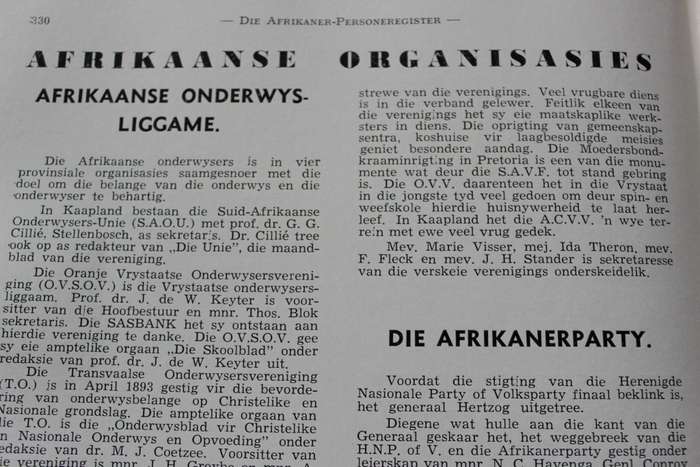 330
— DIE AFRIKANER-PERSONEREGISTER —
AFRIKAANSE ORGANISASIES
AFRIKAANSE ONDERWYS-
LIGGAME.
Die Afrikaanse onderwysers is in vier
provinsiale organisasies saamgesnoer met die
doel om die belange van die onderwys en die
onderwyser te behartig.
In Kaapland bestaan die Suid-Afrikaanse
Onderwysers-Unie (S.A.O.U.) met prof. dr. G. G.
Cillié, Stellenbosch, as sekretaris. Dr. Cillié tree
ook op as redakteur van „Die Unie", die maand-
blad van die vereniging.
Die Oranje Vrystaatse Onderwysersvereni-
ging (O.V.S.O.V.) is die Vrystaatse onderwysers-
liggaam. Prof. dr. J. de W. Keyter is voor-
sitter van die Hoofbestuur en mnr. Thos. Blok
sekretaris. Die SASBANK het sy ontstaan aan
hierdie vereniging te danke. Die O.V.S.O.V. gee
sy eie amptelike orgaan „Die Skoolblad" onder
redaksie van prof. dr. J. de W. Keyter uit.
Die Transvaalse Onderwysersvereniging
(T.O.) is in April 1893 gestig vir die bevorde-
ring van onderwysbelange op Christelike en
Nasionale grondslag. Die amptelike orgaan van
die T.O. is die „Onderwysblad vir Christelik
en Nasionale Onderwys en Opvoeding" onder
redaksie van dr. M. J. Coetzee. Voorsitter van
die vereniging is mnr. J. H. Greybe en mnr. A.
strewe van die verenigings. Veel vrugbare diens
is in die verband gelewer. Feitlik elkeen van
die verenigings het sy eie maatskaplike werk-
sters in diens. Die oprigting van gemeenskap-
sentra, koshuise vir laagbesoldigde meisies
geniet besondere aandag. Die Moedersbond-
kraaminrigting in Pretoria is een van die monu-
mente wat deur die S.A.V.F. tot stand gebring
is. Die O.V.V. daarenteen het in die Vrystaat
in die jongste tyd veel gedoen om deur spin- en
weefskole hierdie huisnywerheid te laat her-
leef. In Kaapland het die A.C.V.V. 'n wye ter-
rein met ewe veel vrug gedek.
Mev. Marie Visser, mej. Ida Theron, mev.
F. Fleck en mev. J. H. Stander is sekretaresse
van die verskeie verenigings onderskeidelik.
DIE AFRIKANERPARTY.
Voordat die stigting van die Herenigde
Nasionale Party of Volksparty finaal beklink is,
het generaal Hertzog uitgetree.
Diegene wat hulle aan die kant van die
Generaal geskaar het, het weggebreek van die
H.N.P. of V. en die Afrikanerparty gestig onder
leierskap van mnr. N. C. Havenga. Genl. Conroy